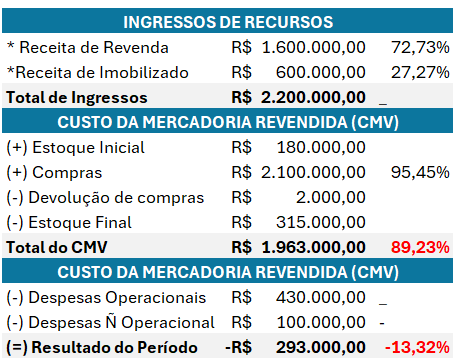 INGRESSOS DE RECURSOS
* Receita de Revenda R$ 1.600.000,00 72,73%
*Receita de Imobilizado R$ 600.000,00 27,27%
Total de Ingressos R$ 2.200.000,00 _
CUSTO DA MERCADORIA REVENDIDA (CMV)
(+) Estoque Inicial R$ 180.000,00
(+) Compras R$ 2.100.000,00 95,45%
(-) Devolução de compras R$ 2.000,00
(-) Estoque Final R$ 315.000,00
Total do CMV R$ 1.963.000,00 89,23%
CUSTO DA MERCADORIA REVENDIDA (CMV)
(-) Despesas Operacionais R$ 430.000,00 _
(-) Despesas Ñ Operacional R$ 100.000,00 -
(=) Resultado do Período -R$ 293.000,00 -13,32%